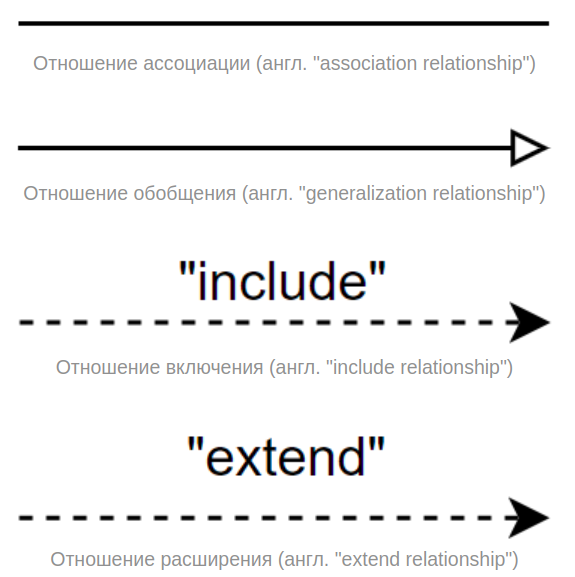 Отношение ассоциации (англ. "association relationship")
Отношение обобщения (англ. "generalization relationship")
"include"
Отношение включения (англ. "include relationship")
"extend"
Отношение расширения (англ. "extend relationship")